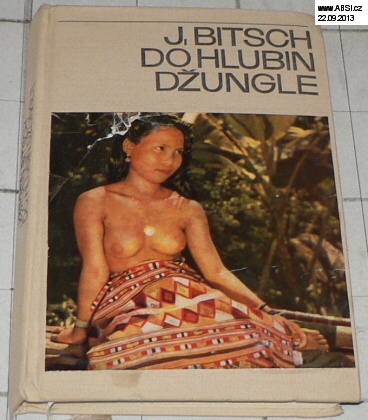 www.ABSI.cz
22.09.2013
J. BITSCH
DO HLUBIN
DŽUNGLE